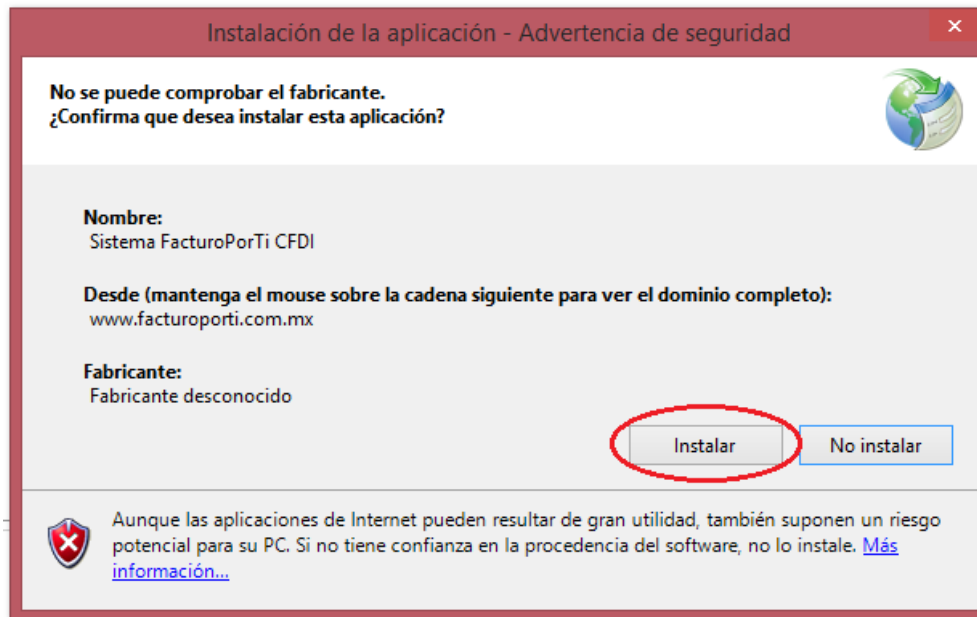 Instalación de la aplicación - Advertencia de seguridad
No se puede comprobar el fabricante.
¿Confirma que desea instalar esta aplicación?
Nombre:
Sistema FacturoPorTi CFDI
Desde (mantenga el mouse sobre la cadena siguiente para ver el dominio completo):
www.facturoporti.com.mx
Fabricante:
Fabricante desconocido
Instalar
No instalar
Aunque las aplicaciones de Internet pueden resultar de gran utilidad, también suponen un riesgo
potencial para su PC. Si no tiene confianza en la procedencia del software, no lo instale. Más
información...